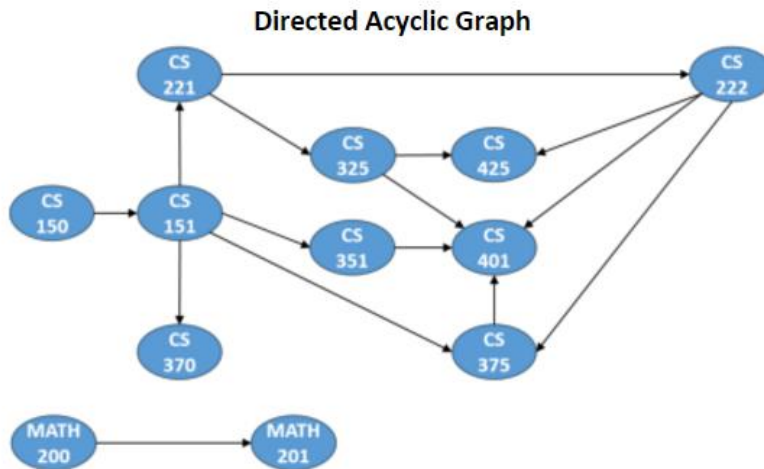 Directed Acyclic Graph
CS
221
CS
222
CS
325
CS
425
CS
150
CS
151
CS
351
CS
401
CS
370
CS
375
MATH
200
MATH
201